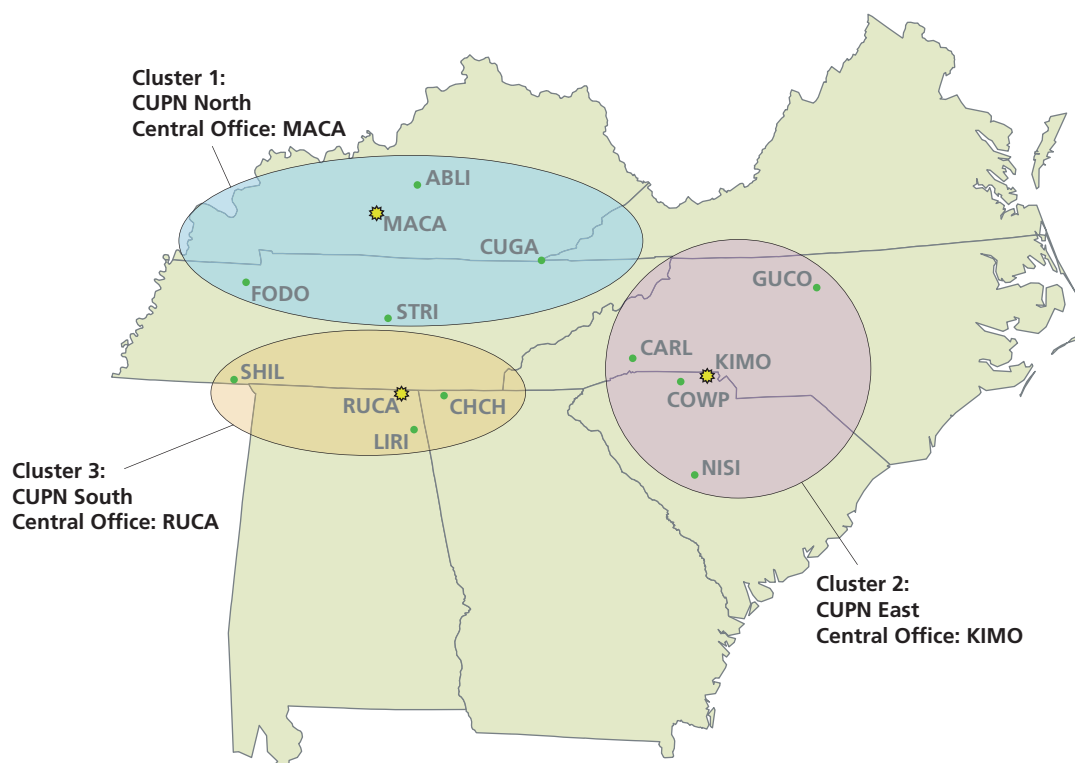 Cluster 1:
CUPN North
Central Office: MACA
ABLI
MACA
CUGA
FODO
STRI
GUCO
CARL
KIMO
COWP
NISI
SHIL
RUCA
CHCH
LIRI
Cluster 3:
CUPN South
Central Office: RUCA
Cluster 2:
CUPN East
Central Office: KIMO